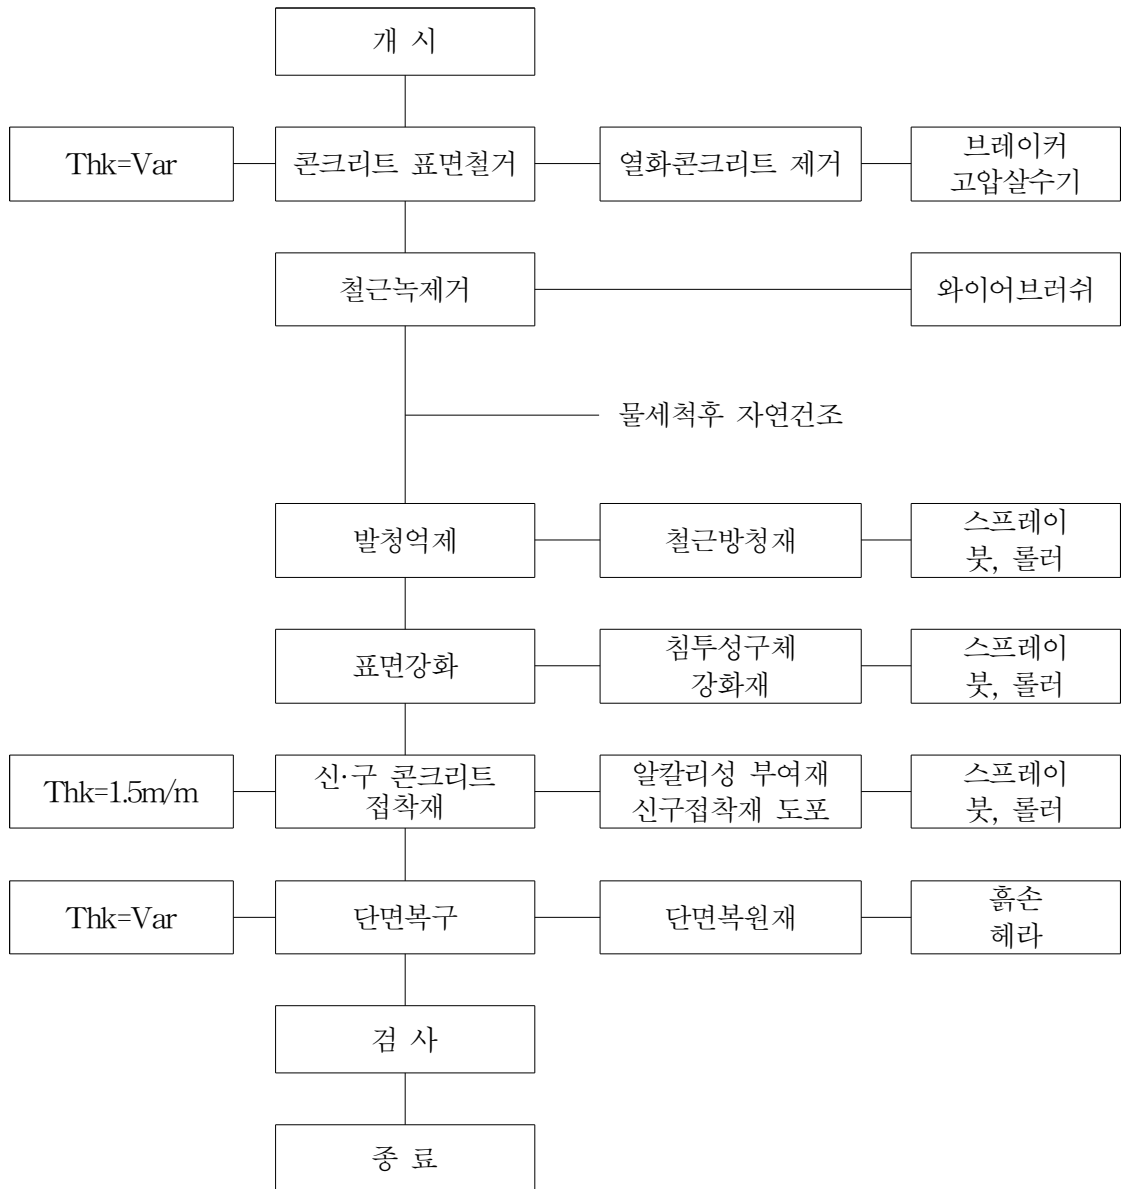 개 시
Thk=Var
콘크리트 표면철거
열화콘크리트 제거
브레이커
고압살수기
철근녹제거
와이어브러쉬
물세척후 자연건조
발청억제
철근방청재
스프레이
붓, 롤러
표면강화
침투성구체
강화재
스프레이
붓, 롤러
Thk=1.5m/m
신·구 콘크리트
접착재
알칼리성 부여재
신구접착재 도포
스프레이
붓, 롤러
Thk=Var
단면복구
단면복원재
흙손
헤라
검 사
종 료